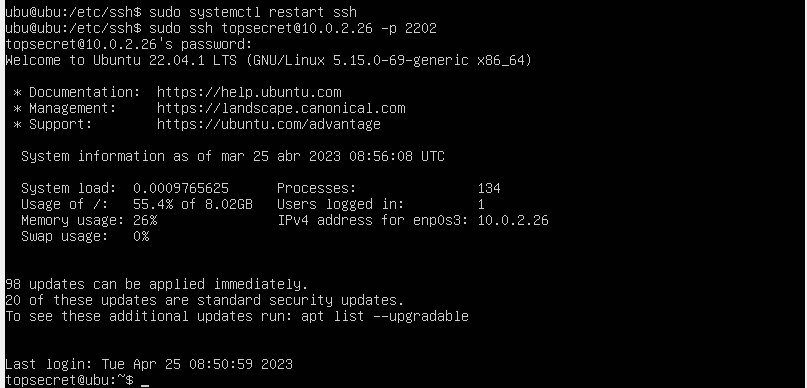 ubu@ubu:/etc/ssh$ sudo systemctl restart ssh
ubu@ubu:/etc/ssh$ sudo ssh topsecret@10.0.2.26 -p 2202
topsecret@10.0.2.26's password:
Welcome to Ubuntu 22.04.1 LTS (GNU/Linux 5.15.0-69-generic x86_64)
* Documentation:  https://help.ubuntu.com
* Management:     https://landscape.canonical.com
* Support:        https://ubuntu.com/advantage
System information as of mar 25 abr 2023 08:56:08 UTC
System load:  0.0009765625      Processes:               134
Usage of /:   55.4% of 8.02GB   Users logged in:         1
Memory usage: 26%               IPv4 address for enp0s3: 10.0.2.26
Swap usage:   0%
98 updates can be applied immediately.
20 of these updates are standard security updates.
To see these additional updates run: apt list --upgradable
Last login: Tue Apr 25 08:50:59 2023
topsecret@ubu:~$ _